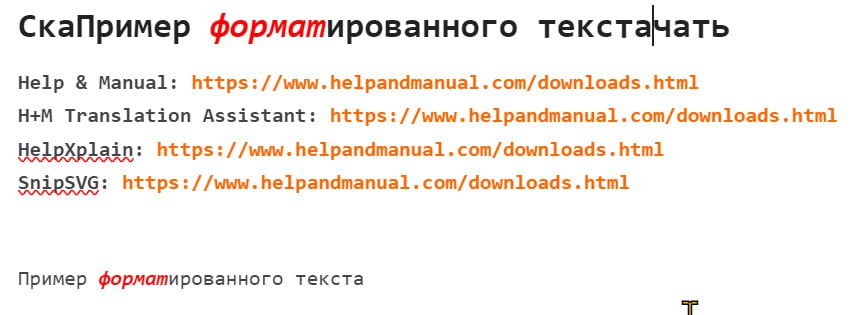 СкаПример форматированного текстачать
Help & Manual: https://www.helpandmanual.com/downloads.html
H+M Translation Assistant: https://www.helpandmanual.com/downloads.html
HelpXplain: https://www.helpandmanual.com/downloads.html
SnipSVG: https://www.helpandmanual.com/downloads.html
Пример форматированного текста